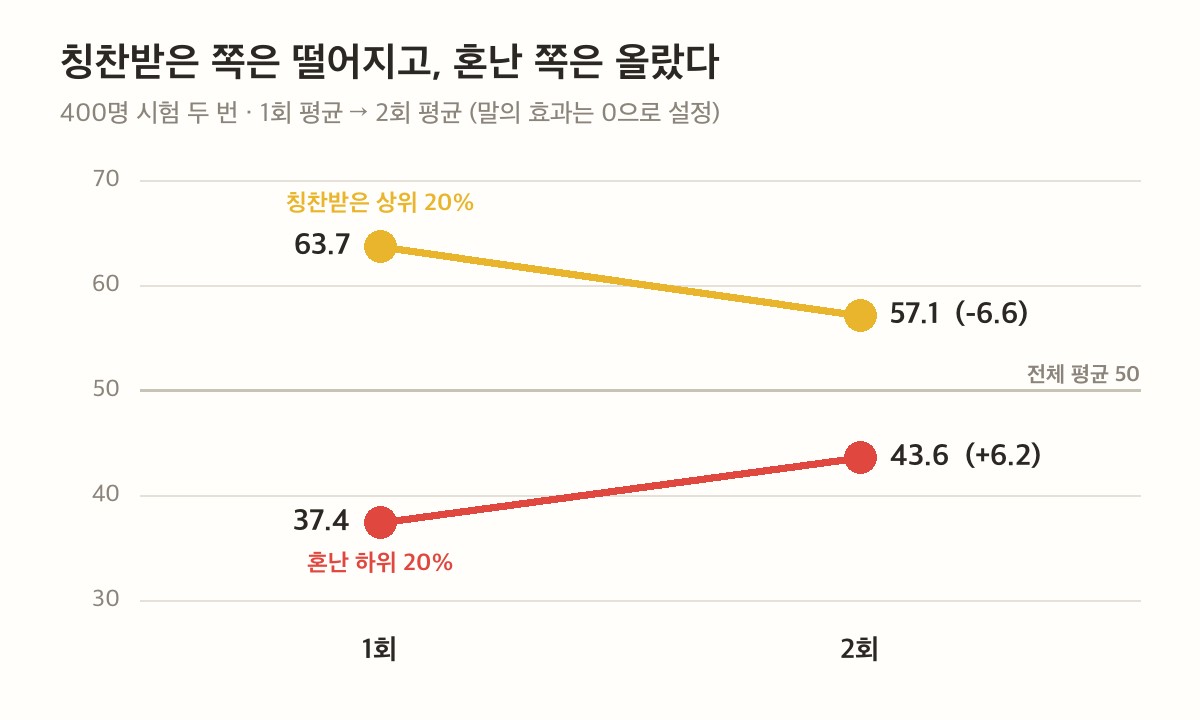 칭찬받은 쪽은 떨어지고, 혼난 쪽은 올랐다
400명 시험 두 번 · 1회 평균 → 2회 평균 (말의 효과는 0으로 설정)
70
칭찬받은 상위 20%
63.7
60
57.1 (-6.6)
전체 평균 50
50
43.6 (+6.2)
40
37.4
혼난 하위 20%
30
1회
2회